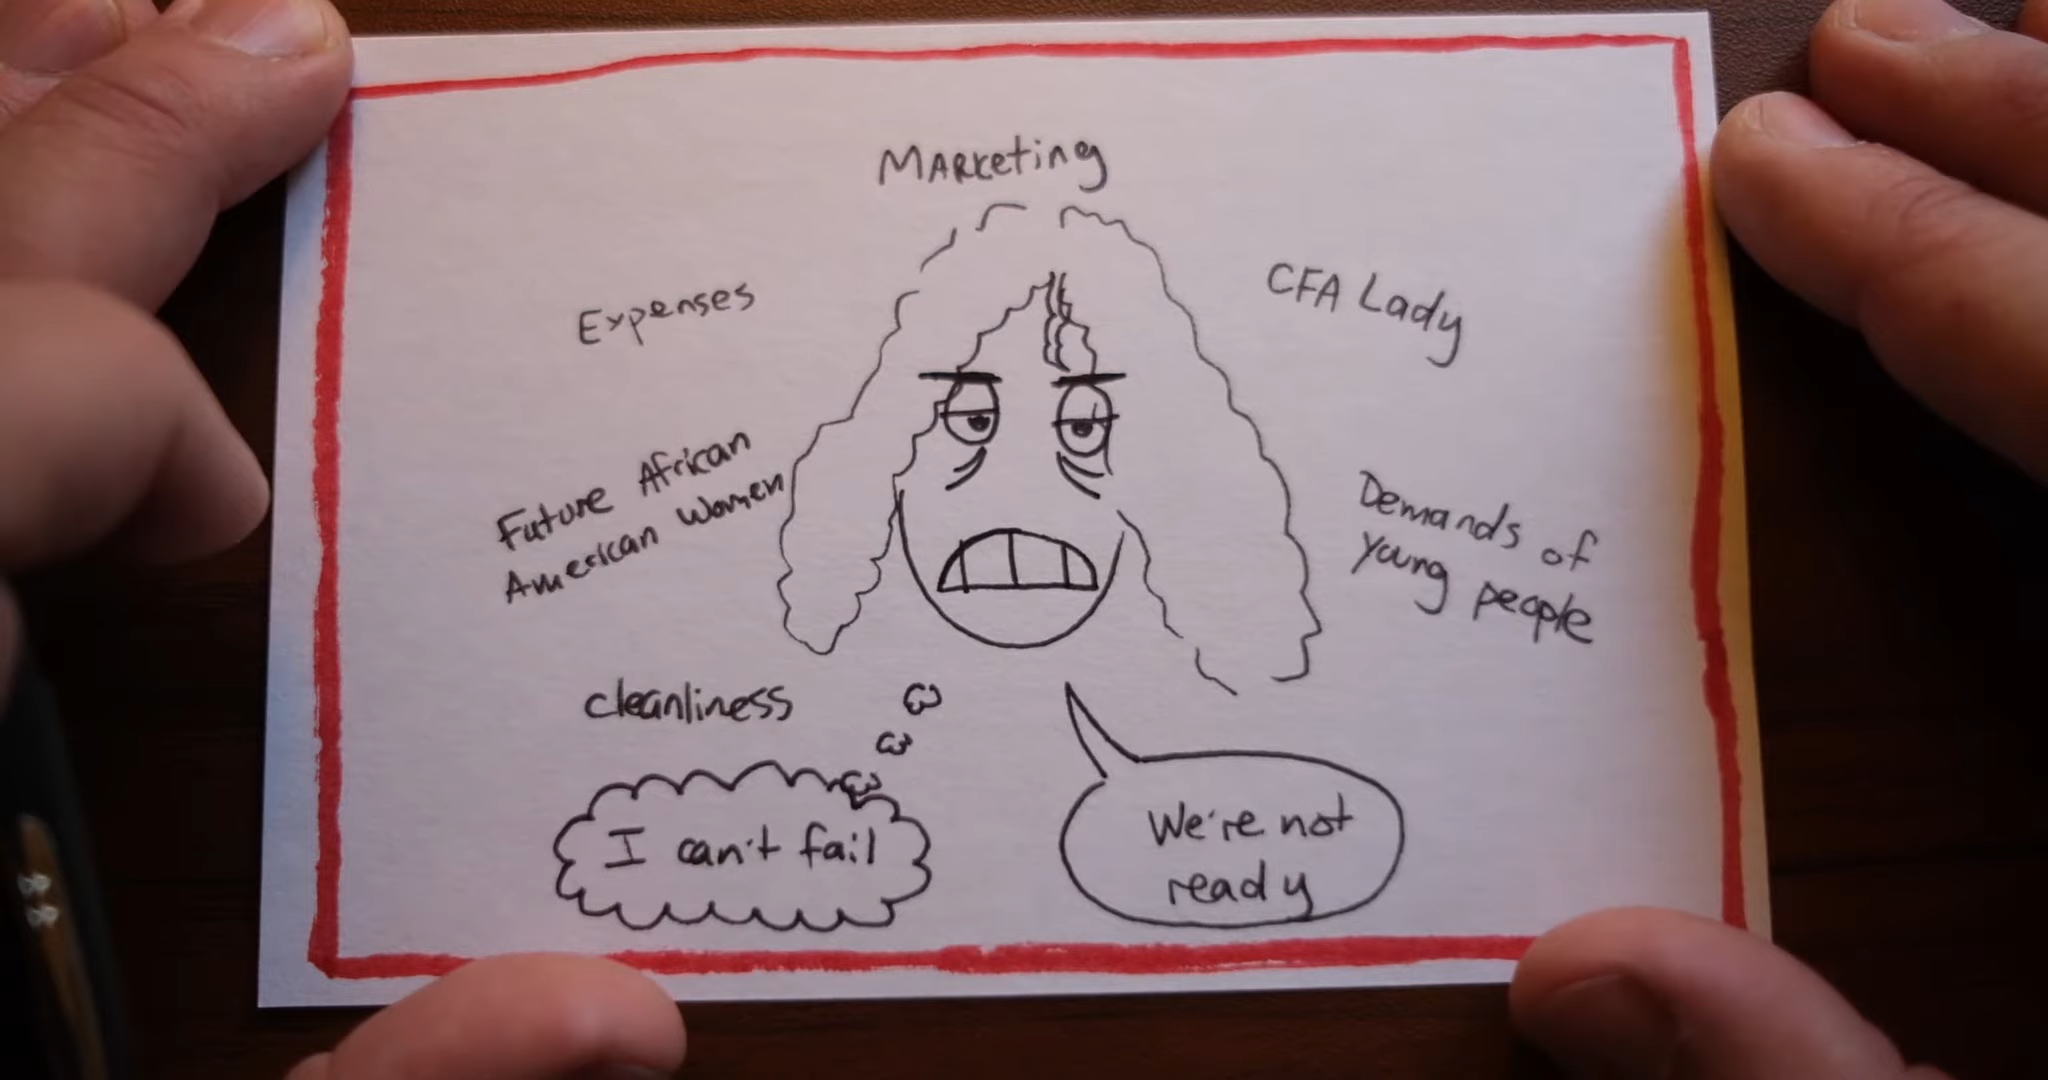 Marketing
Expenses
CFA Lady
Future African
American Women
Demands of
young people
cleanliness
I can't fail
We're not
ready